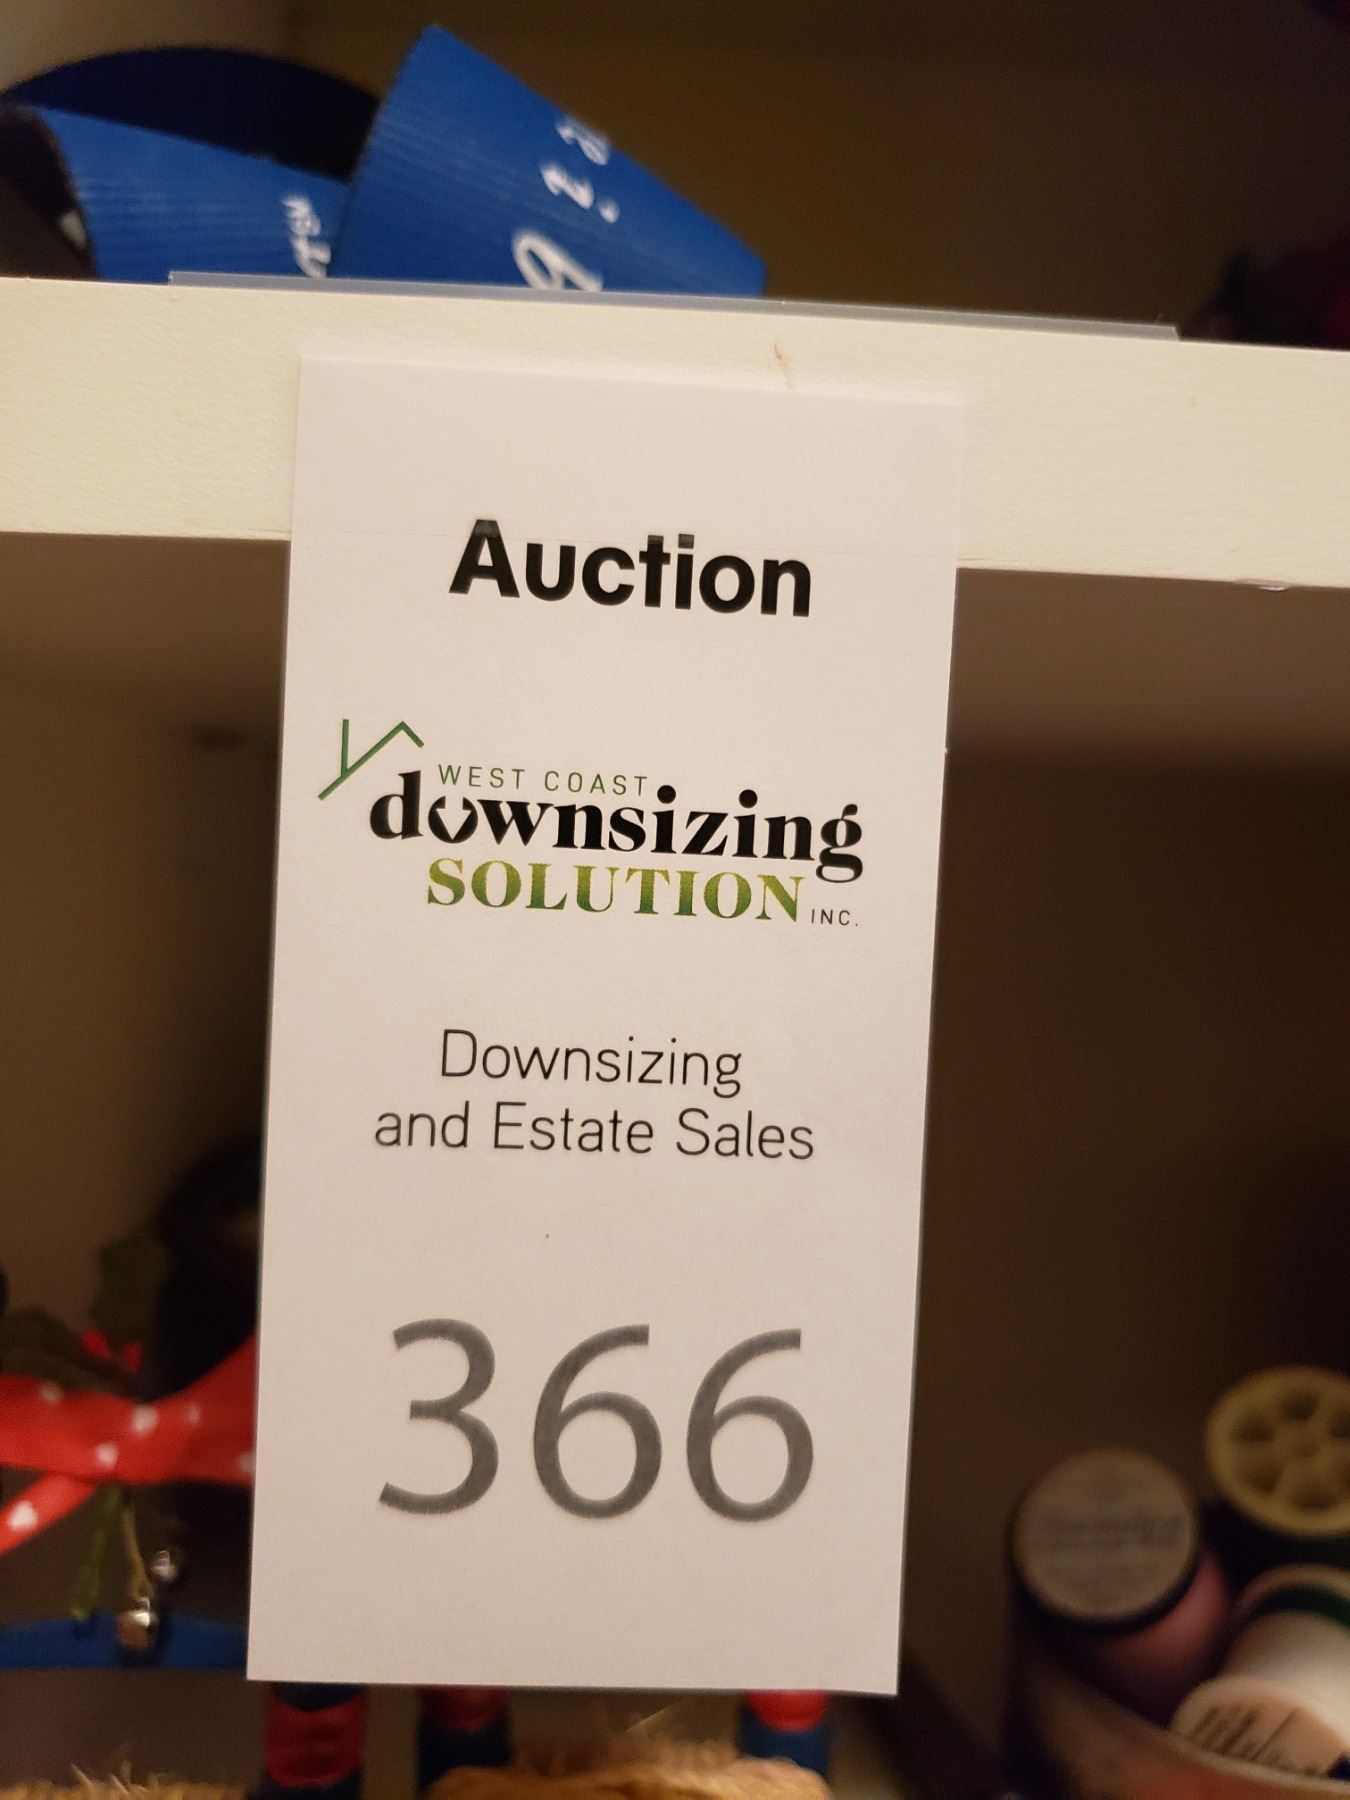 Auction
WEST COAST
downsizing
SOLUTION INC.
Downsizing
and Estate Sales
366